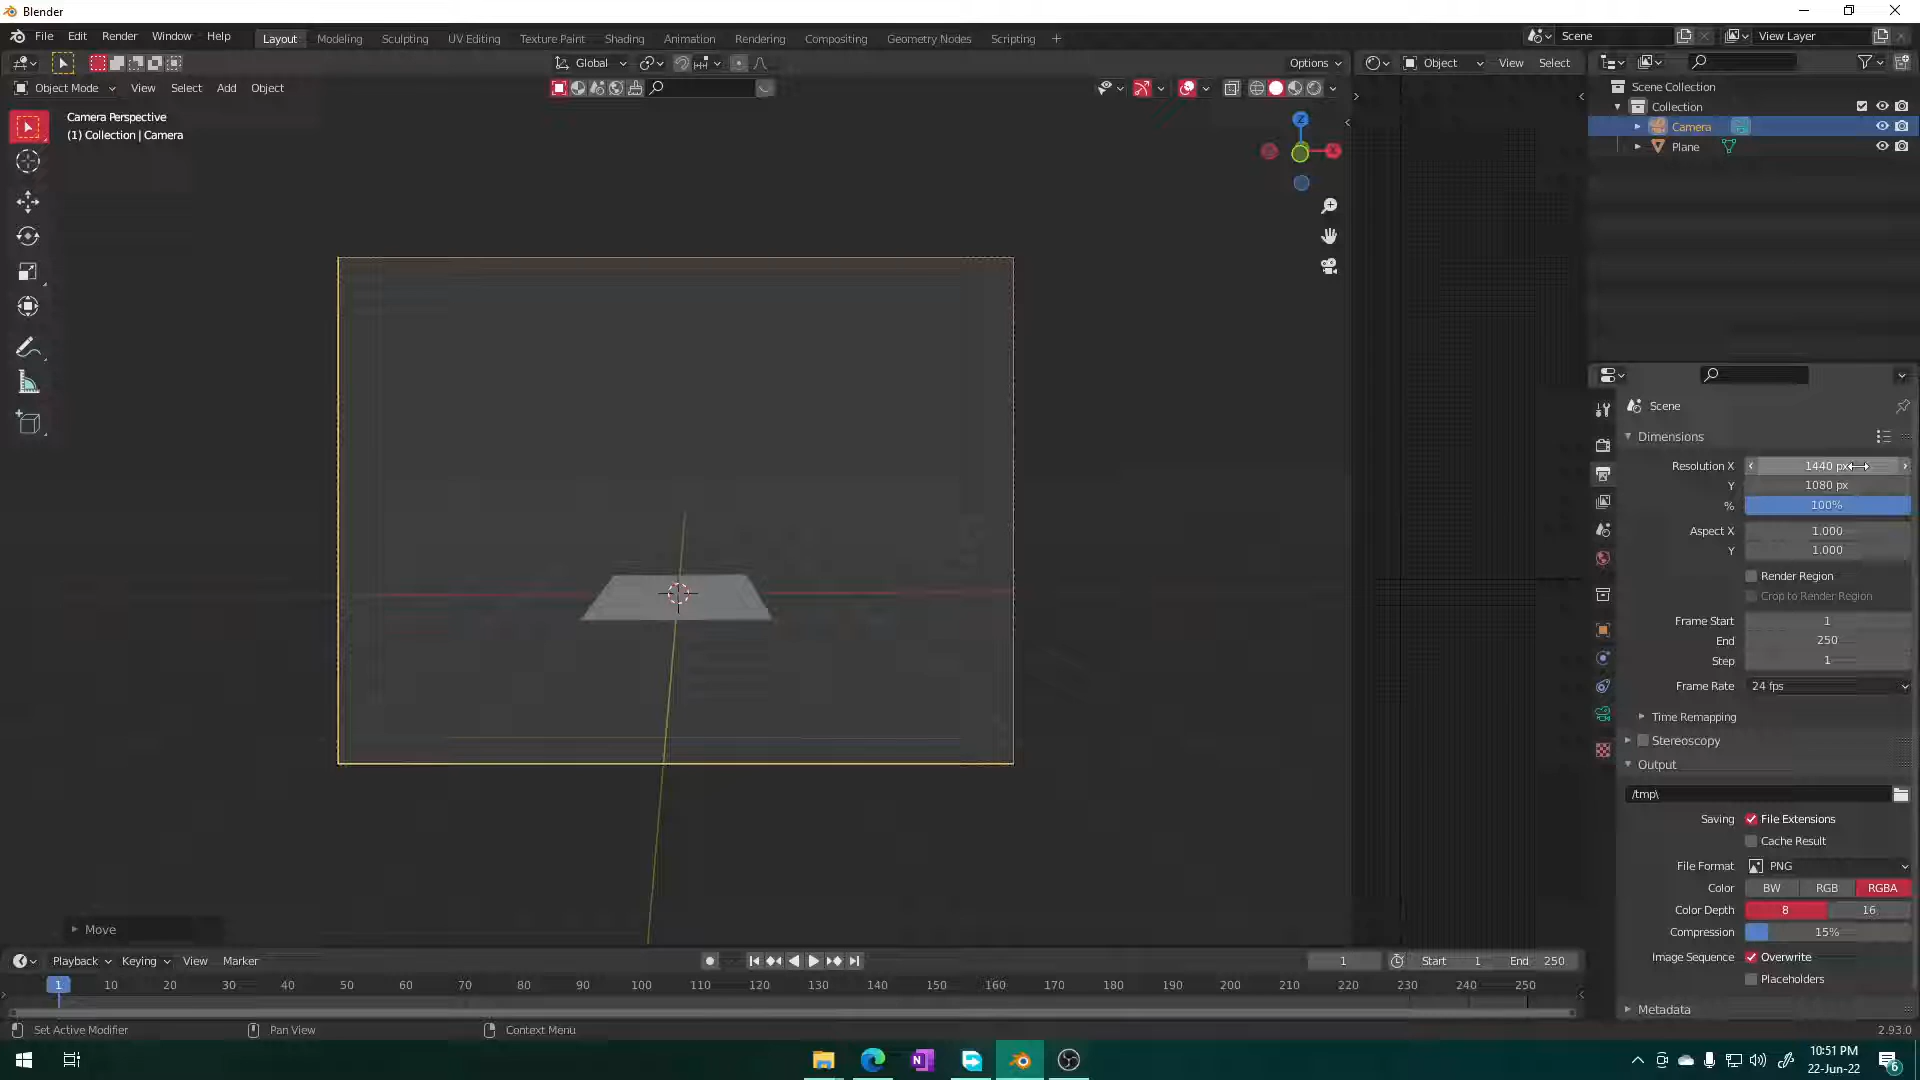 Blender
File Edit Render Window Help
Layout Modeling Sculpting UV Editing Texture Paint Shading Animation Rendering Compositing Geometry Nodes Scripting +
Scene
View Layer
Global
Options
Object View Select
Object Mode View Select Add Object
Camera Perspective
(1) Collection | Camera
Z
X
Scene Collection
Collection
Camera
Plane
Scene
Dimensions
Resolution X 1440 px
Y 1080 px
% 100%
Aspect X 1.000
Y 1.000
Render Region
Crop to Render Region
Frame Start 1
End 250
Step 1
Frame Rate 24 fps
Time Remapping
Stereoscopy
Output
/tmp\
Saving File Extensions
Cache Result
File Format PNG
Color BW RGB RGBA
Color Depth 8 16
Compression 15%
Image Sequence Overwrite
Placeholders
Metadata
Move
Playback Keying View Marker
1 Start 1 End 250
1 10 20 30 40 50 60 70 80 90 100 110 120 130 140 150 160 170 180 190 200 210 220 230 240 250
Set Active Modifier Pan View Context Menu
2.93.0
N
10:51 PM
22-Jun-22
6